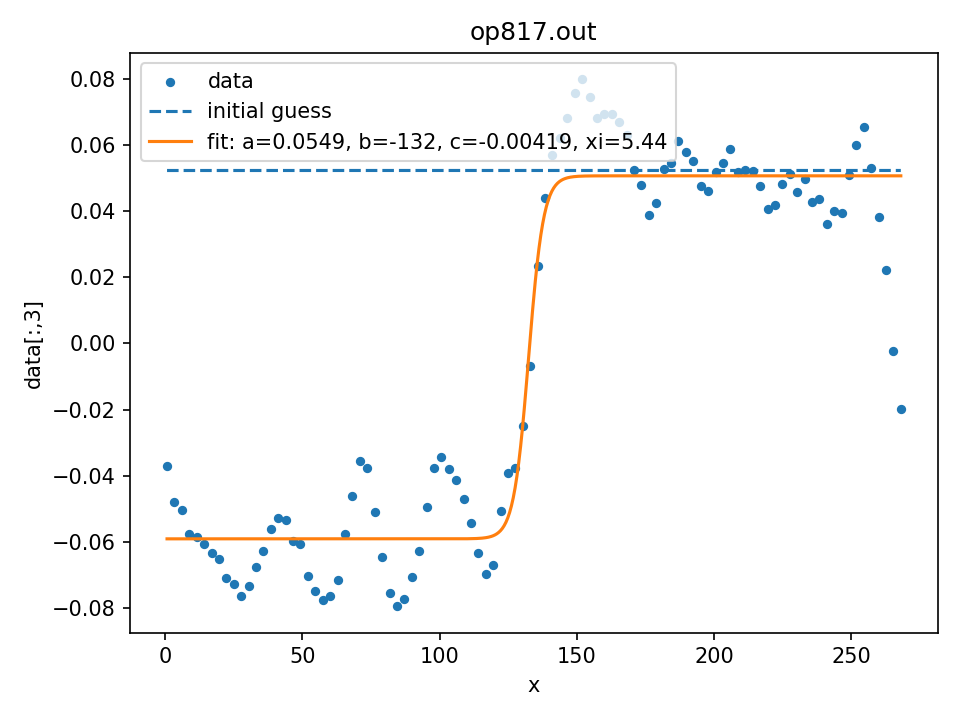 op817.out
data
initial guess
fit: a=0.0549, b=-132, c=-0.00419, xi=5.44
0.08
0.06
0.04
0.02
0.00
−0.02
−0.04
−0.06
−0.08
data[:,3]
0 50 100 150 200 250
x